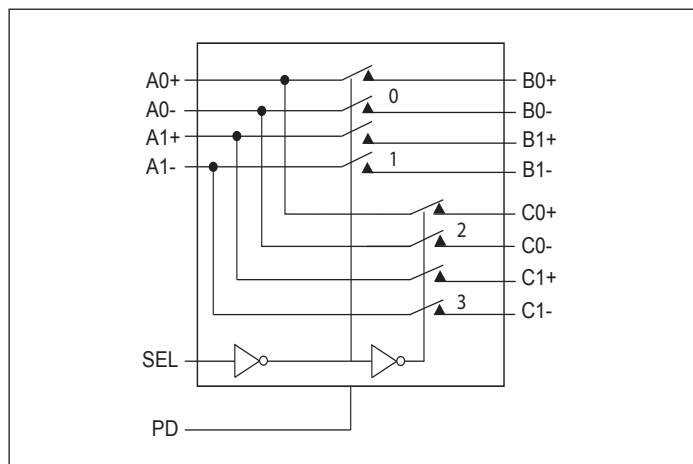 A0+
B0+
A0-
0
B0-
A1+
B1+
A1-
1
B1-
C0+
2
C0-
C1+
3
C1-
SEL
PD